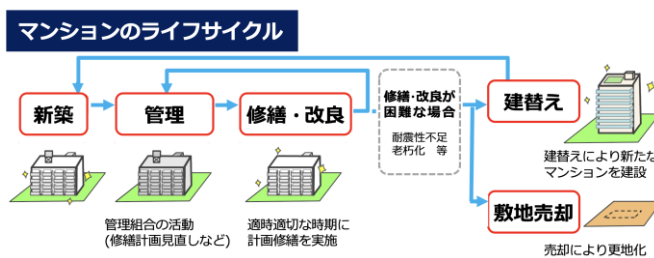 マンションのライフサイクル
新築
管理
修繕・改良
修繕・改良が
困難な場合
耐震性不足
老朽化　等
建替え
建替えにより新たな
マンションを建設
管理組合の活動
(修繕計画見直しなど)
適時適切な時期に
計画修繕を実施
敷地売却
売却により更地化